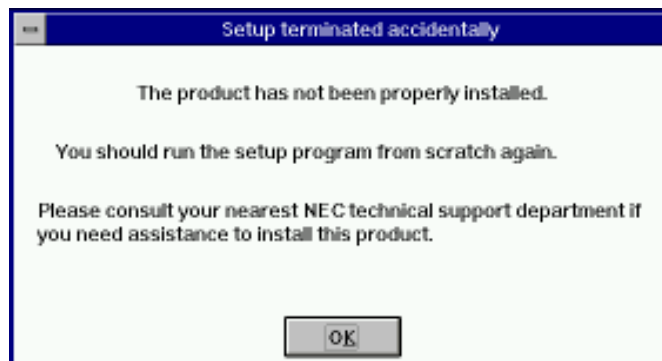 Setup terminated accidentally
The product has not been properly installed.
You should run the setup program from scratch again.
Please consult your nearest NEC technical support department if
you need assistance to install this product.
OK